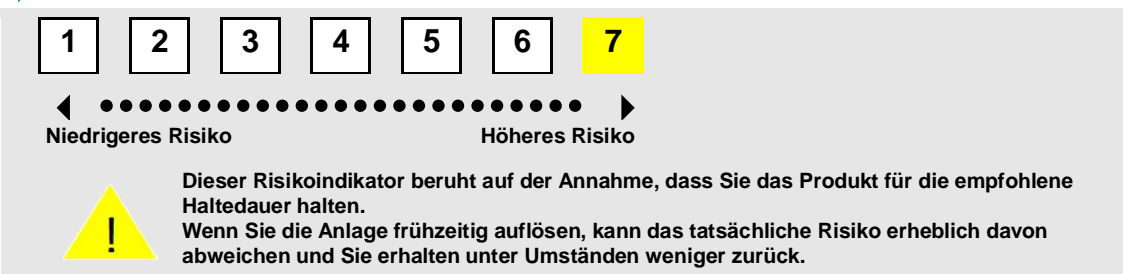 1 2 3 4 5 6 7
Niedrigeres Risiko Höheres Risiko
Dieser Risikoindikator beruht auf der Annahme, dass Sie das Produkt für die empfohlene
Haltedauer halten.
! Wenn Sie die Anlage frühzeitig auflösen, kann das tatsächliche Risiko erheblich davon
abweichen und Sie erhalten unter Umständen weniger zurück.